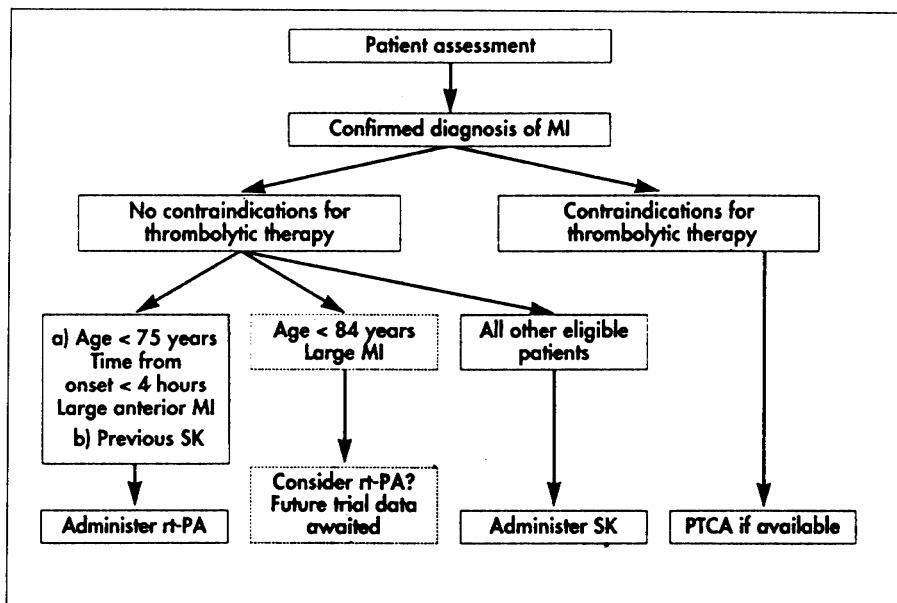 Patient assessment
Confirmed diagnosis of MI
No contraindications for
thrombolytic therapy
Contraindications for
thrombolytic therapy
a) Age < 75 years
Time from
onset < 4 hours
Large anterior MI
b) Previous SK
Age < 84 years
Large MI
All other eligible
patients
Administer rt-PA
Consider rt-PA?
Future trial data
awaited
Administer SK
PTCA if available